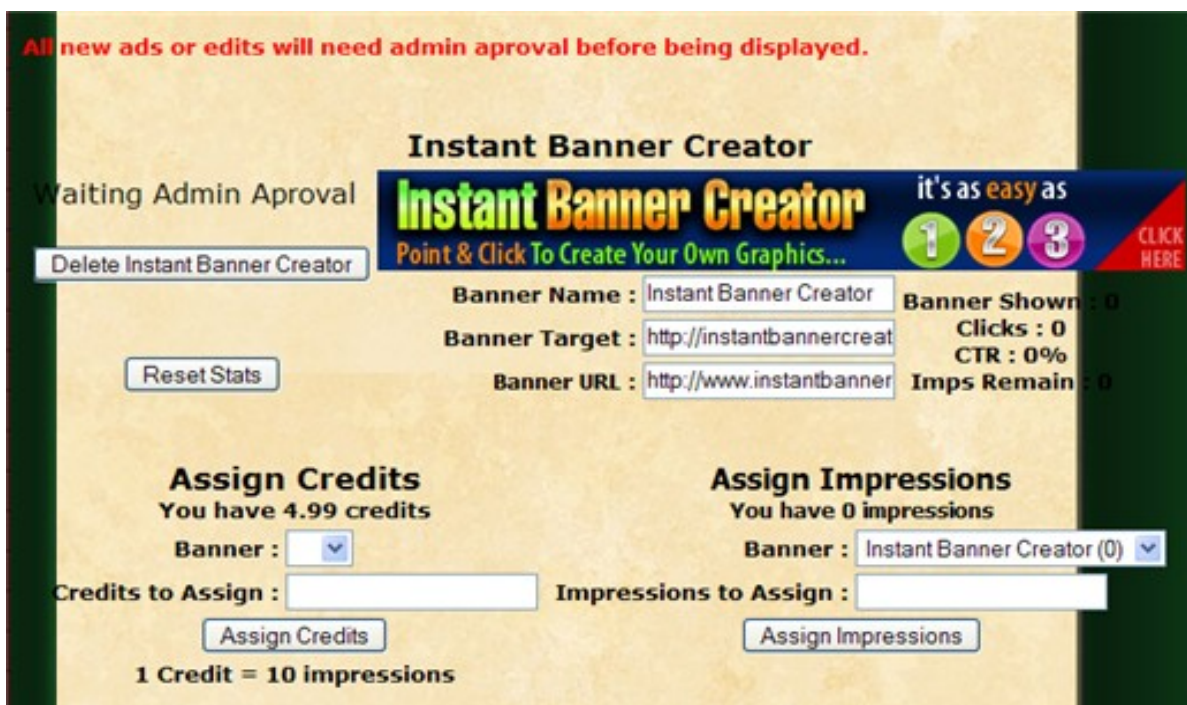 All new ads or edits will need admin aproval before being displayed.
Instant Banner Creator
Waiting Admin Aproval
Instant Banner Creator
Point & Click To Create Your Own Graphics...
it's as easy as
1 2 3
CLICK
HERE
Delete Instant Banner Creator
Banner Name : Instant Banner Creator
Banner Shown : 0
Banner Target : http://instantbannercreat
Clicks : 0
CTR : 0%
Reset Stats
Banner URL : http://www.instantbanner
Imps Remain : 0
Assign Credits
You have 4.99 credits
Banner :
Credits to Assign :
Assign Credits
1 Credit = 10 impressions
Assign Impressions
You have 0 impressions
Banner : Instant Banner Creator (0)
Impressions to Assign :
Assign Impressions